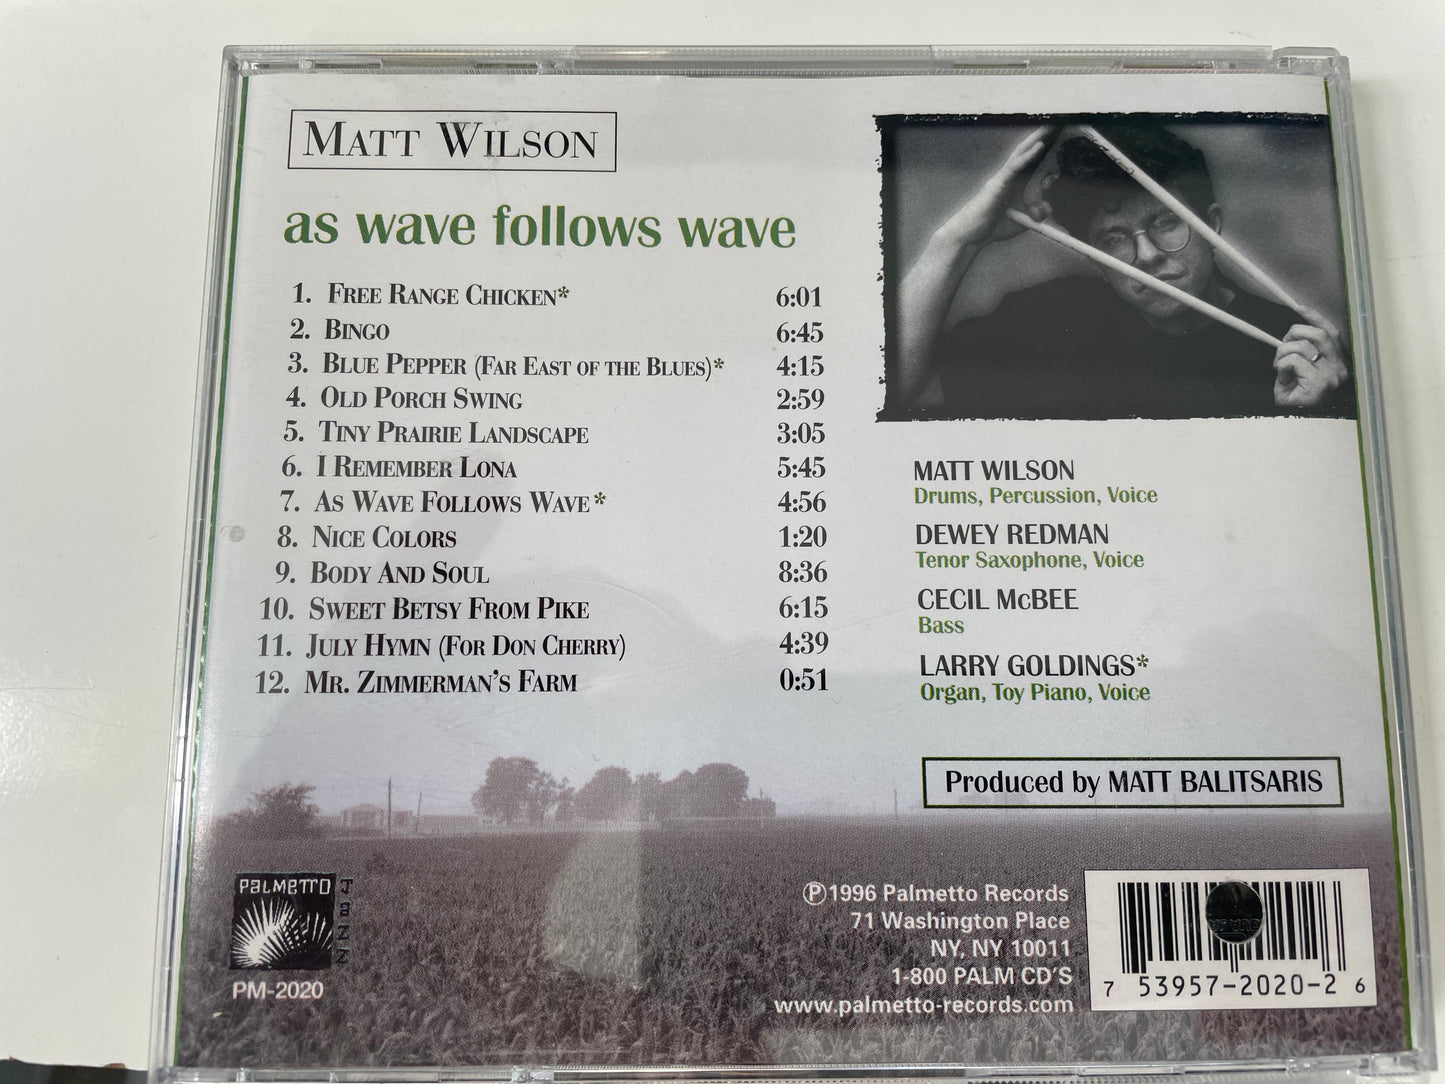 MATT WILSON
as wave follows wave
1. FREE RANGE CHICKEN* 6:01
2. BINGO 6:45
3. BLUE PEPPER (FAR EAST OF THE BLUES)* 4:15
4. OLD PORCH SWING 2:59
5. TINY PRAIRIE LANDSCAPE 3:05
6. I REMEMBER LONA 5:45
7. AS WAVE FOLLOWS WAVE* 4:56
8. NICE COLORS 1:20
9. BODY AND SOUL 8:36
10. SWEET BETSY FROM PIKE 6:15
11. JULY HYMN (FOR DON CHERRY) 4:39
12. MR. ZIMMERMAN'S FARM 0:51
MATT WILSON
Drums, Percussion, Voice
DEWEY REDMAN
Tenor Saxophone, Voice
CECIL McBEE
Bass
LARRY GOLDINGS*
Organ, Toy Piano, Voice
Produced by MATT BALITSARIS
PALMETTO
JAZZ
PM-2020
℗1996 Palmetto Records
71 Washington Place
NY, NY 10011
1-800 PALM CD'S
www.palmetto-records.com
7 53957-2020-2 6